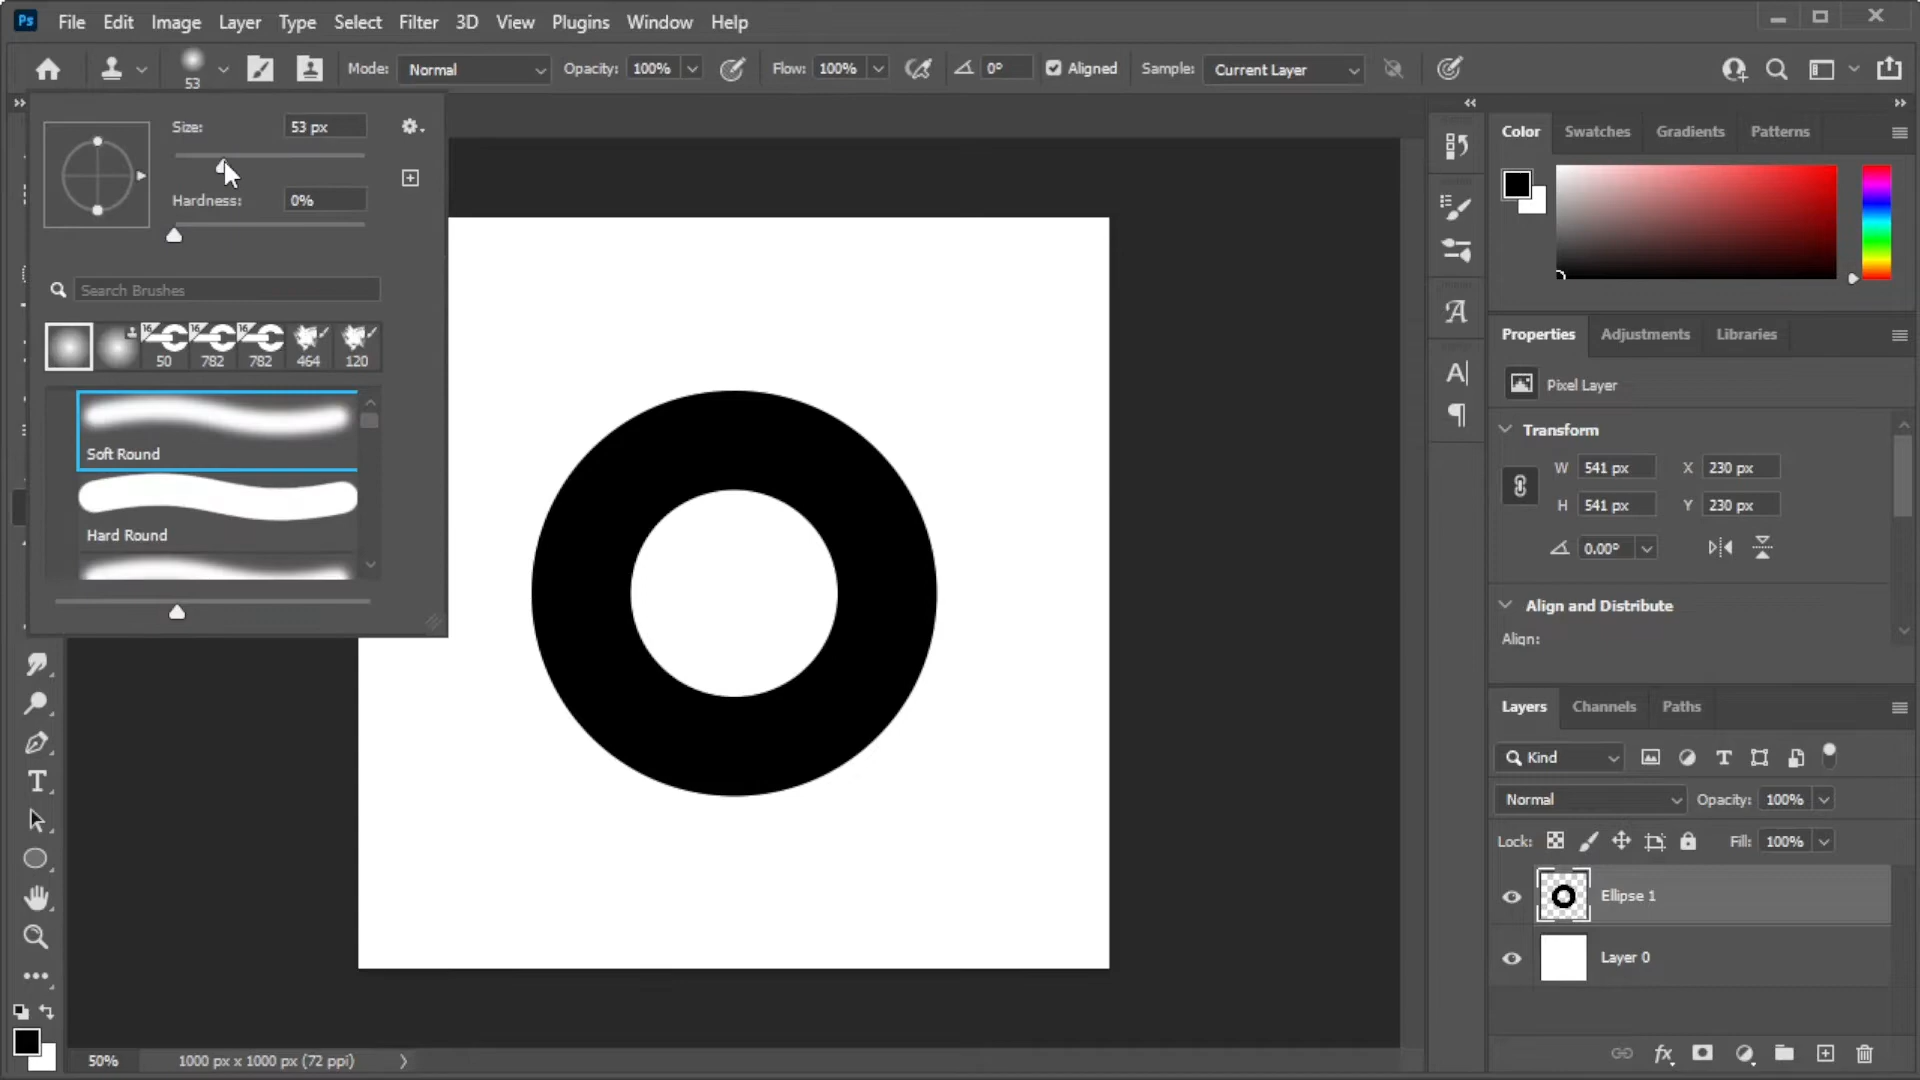 Ps File Edit Image Layer Type Select Filter 3D View Plugins Window Help
53 Mode: Normal Opacity: 100% Flow: 100% 0° Aligned Sample: Current Layer
Size: 53 px
Hardness: 0%
Search Brushes
16 16 16
50 782 782 464 120
Soft Round
Hard Round
Color Swatches Gradients Patterns
Properties Adjustments Libraries
Pixel Layer
Transform
W 541 px X 230 px
H 541 px Y 230 px
0.00°
Align and Distribute
Align:
Layers Channels Paths
Kind
Normal Opacity: 100%
Lock: Fill: 100%
Ellipse 1
Layer 0
50% 1000 px x 1000 px (72 ppi)